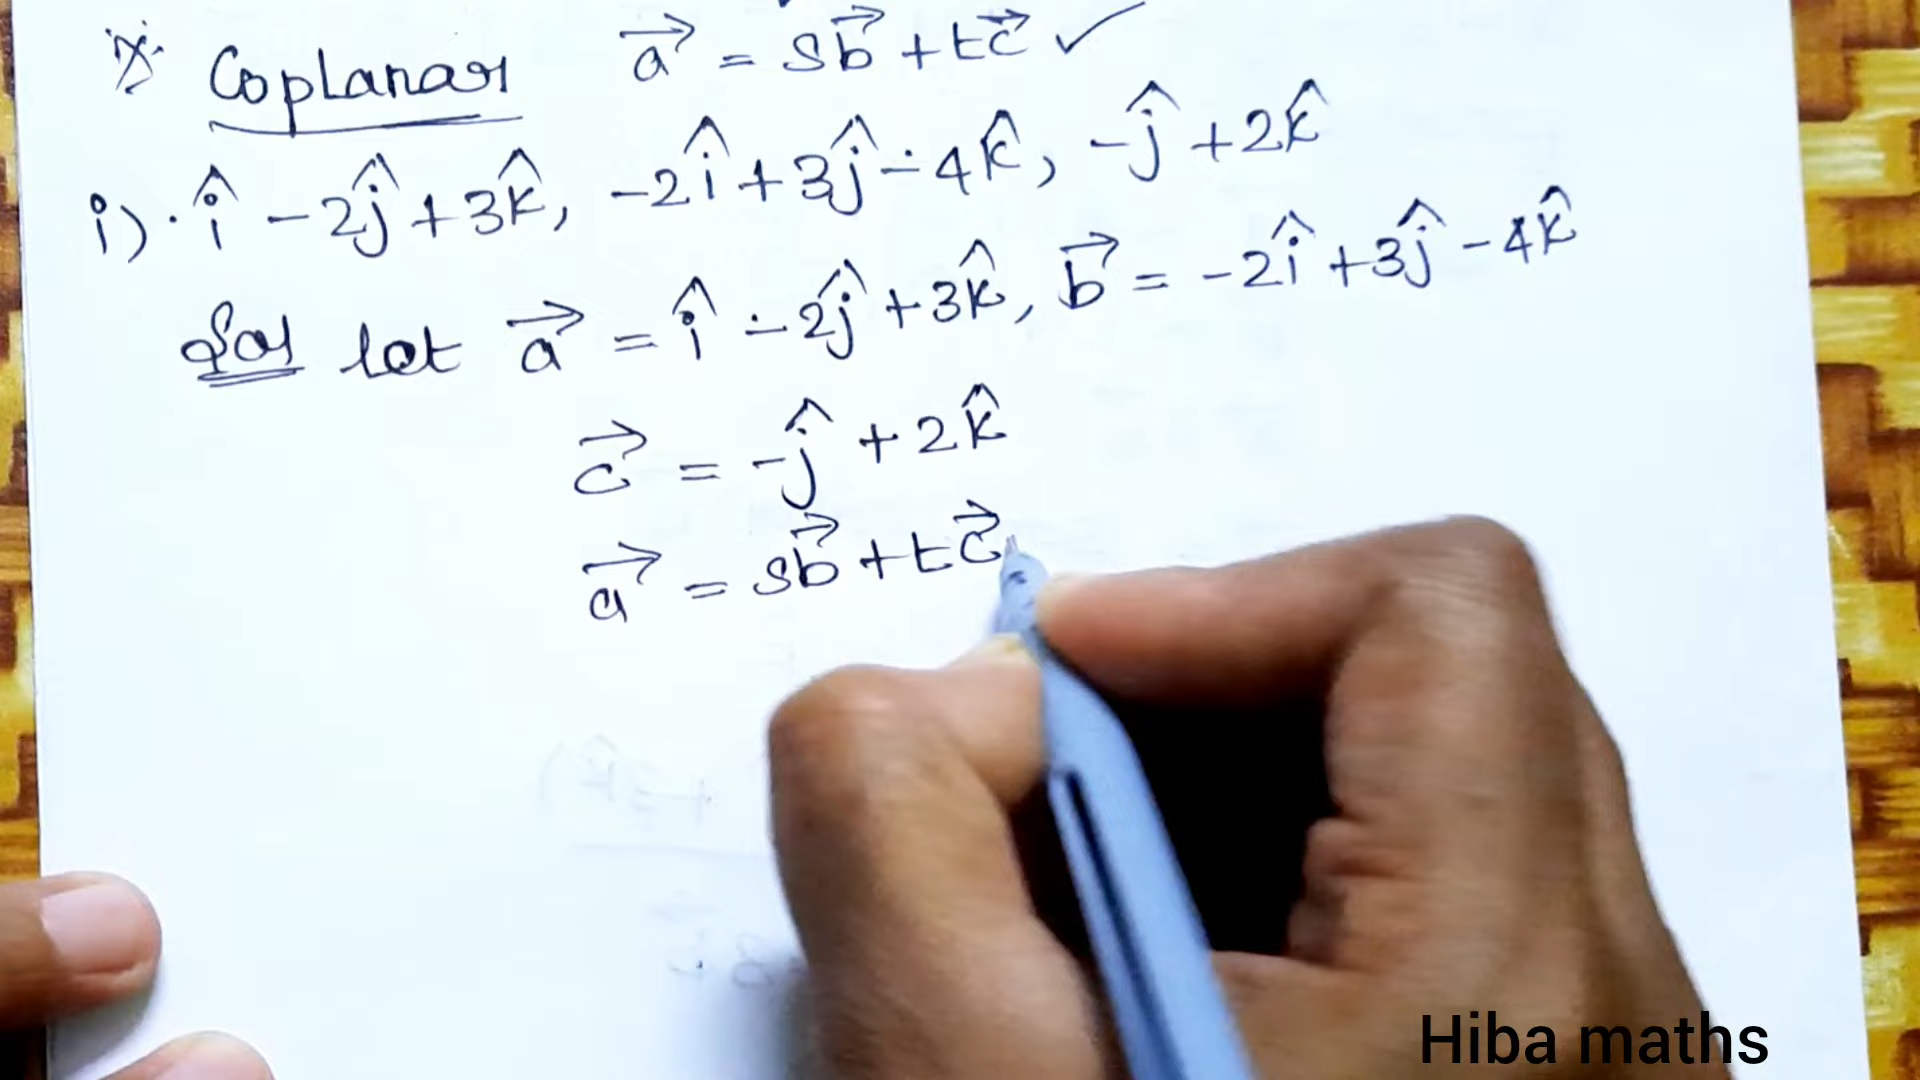 Coplanar a⃗ = sb⃗ + tc⃗ ✓
i) î - 2ĵ + 3k̂, -2î + 3ĵ - 4k̂, -ĵ + 2k̂
Sol let a⃗ = î - 2ĵ + 3k̂, b⃗ = -2î + 3ĵ - 4k̂
c⃗ = -ĵ + 2k̂
a⃗ = sb⃗ + tc⃗
Hiba maths